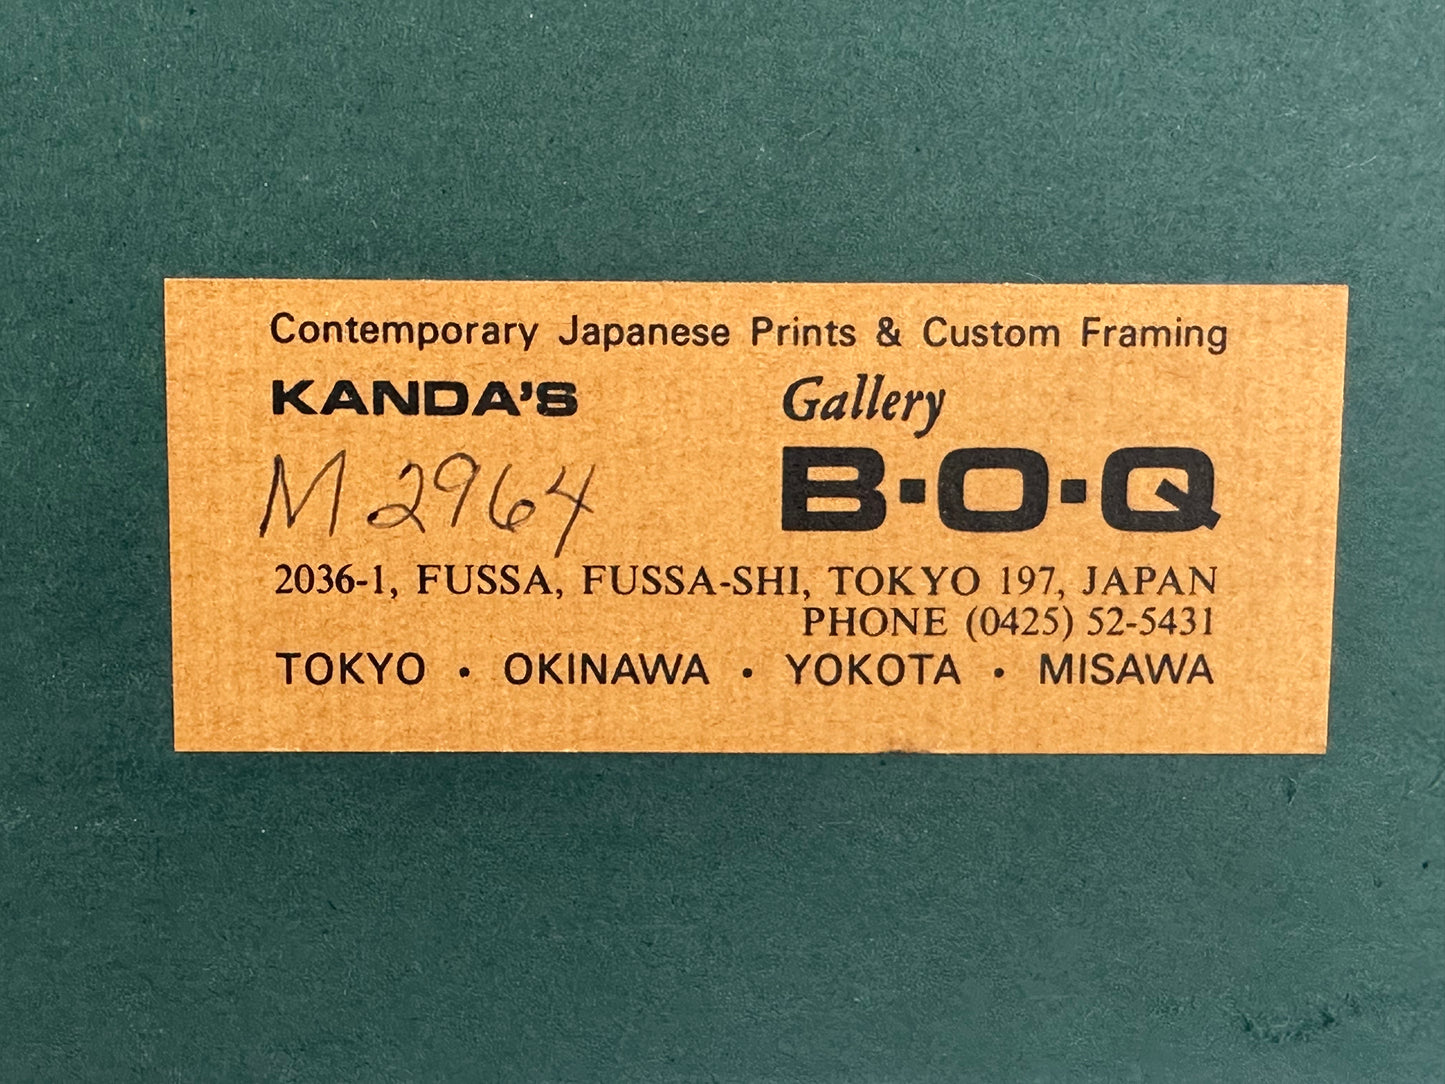 Contemporary Japanese Prints & Custom Framing
KANDA'S Gallery
M2964 B·O·Q
2036-1, FUSSA, FUSSA-SHI, TOKYO 197, JAPAN
PHONE (0425) 52-5431
TOKYO · OKINAWA · YOKOTA · MISAWA